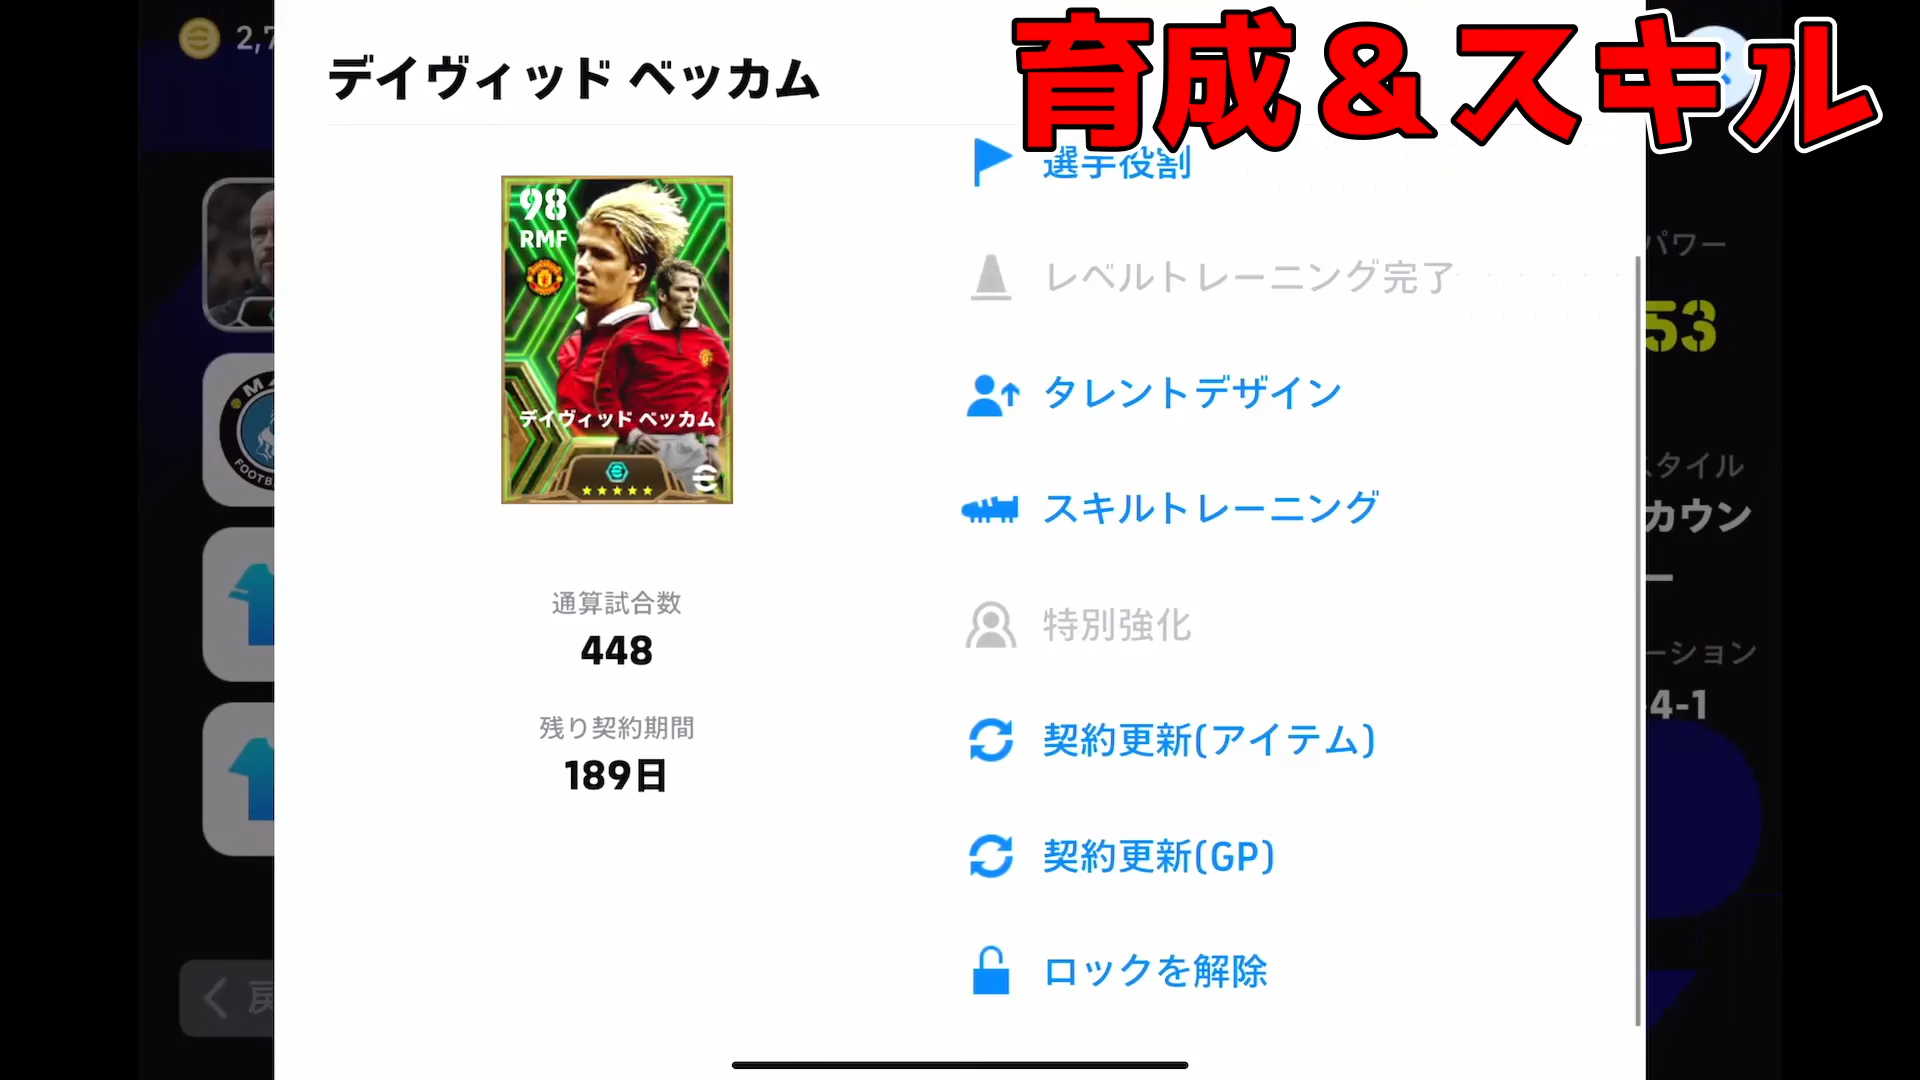 2,7
デイヴィッド ベッカム
育成＆スキル
98
RMF
デイヴィッド ベッカム
通算試合数
448
残り契約期間
189日
選手役割
レベルトレーニング完了
タレントデザイン
スキルトレーニング
特別強化
契約更新(アイテム)
契約更新(GP)
ロックを解除
パワー
53
スタイル
カウン
ー
ーション
-4-1
FOOTB
戻